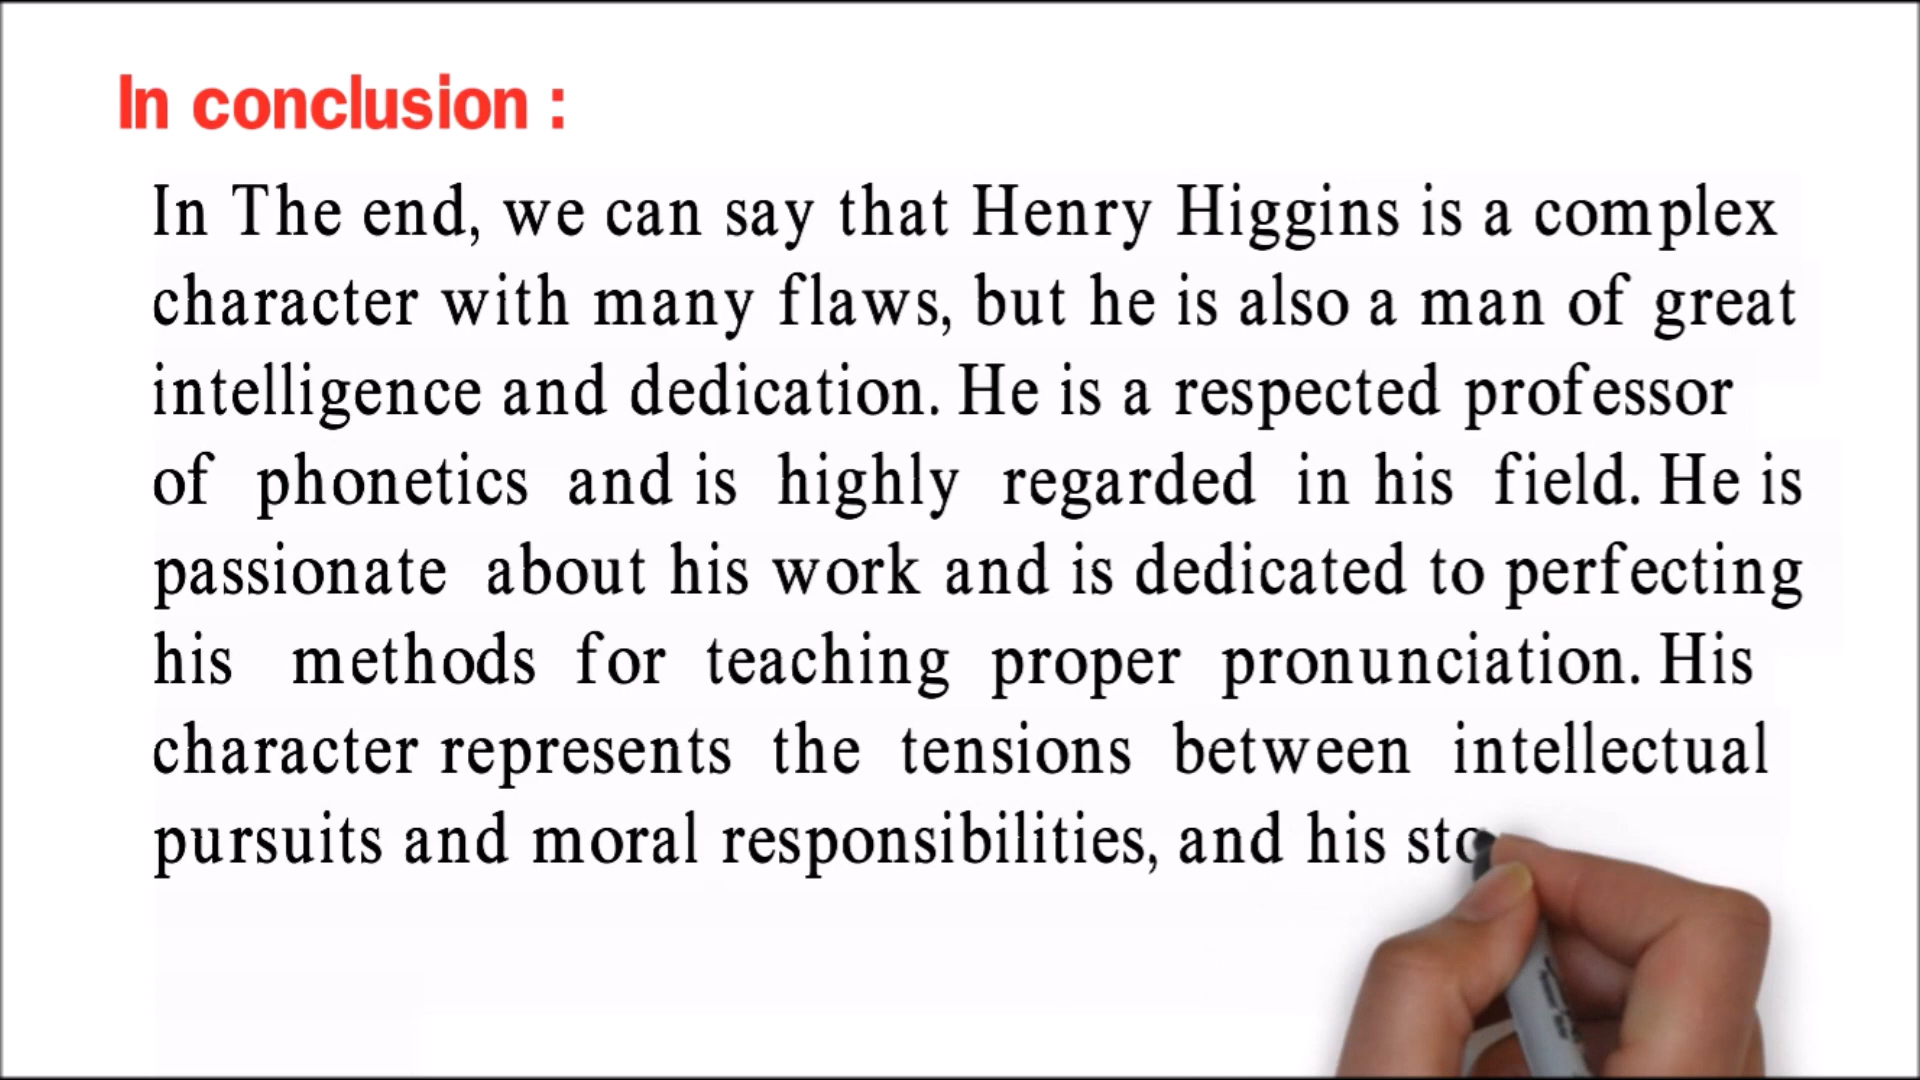 In conclusion :
In The end, we can say that Henry Higgins is a complex
character with many flaws, but he is also a man of great
intelligence and dedication. He is a respected professor
of phonetics and is highly regarded in his field. He is
passionate about his work and is dedicated to perfecting
his methods for teaching proper pronunciation. His
character represents the tensions between intellectual
pursuits and moral responsibilities, and his sto